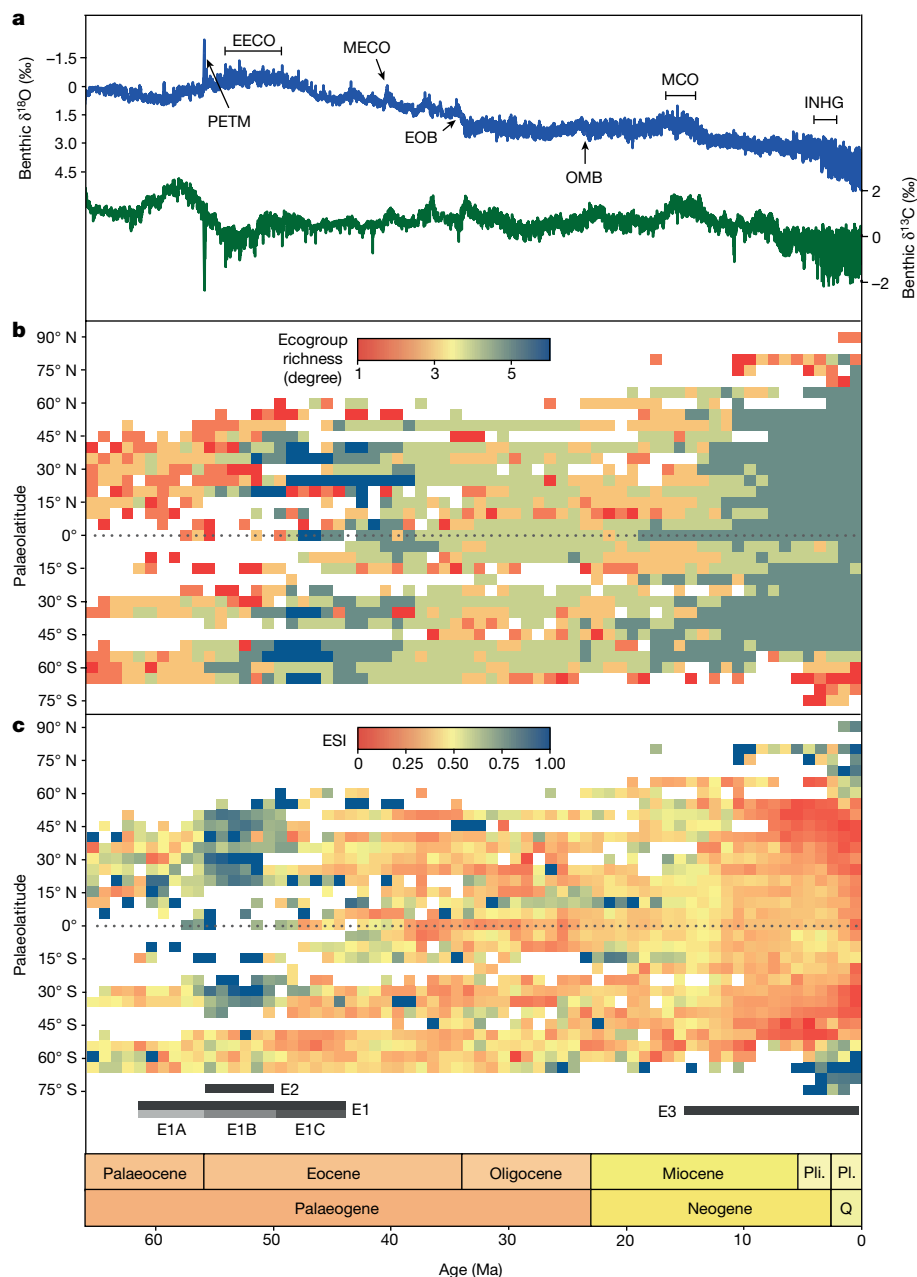 a
EECO
MECO
MCO
INHG
PETM
EOB
OMB
Benthic δ18O (‰)
−1.5
0
1.5
3.0
4.5
Benthic δ13C (‰)
2
0
−2
b
Ecogroup
richness
(degree)
1
3
5
Palaeolatitude
90° N
75° N
60° N
45° N
30° N
15° N
0°
15° S
30° S
45° S
60° S
75° S
c
ESI
0
0.25
0.50
0.75
1.00
Palaeolatitude
90° N
75° N
60° N
45° N
30° N
15° N
0°
15° S
30° S
45° S
60° S
75° S
E2
E1
E1A
E1B
E1C
E3
Palaeocene
Eocene
Oligocene
Miocene
Pli.
Pl.
Palaeogene
Neogene
Q
60
50
40
30
20
10
0
Age (Ma)